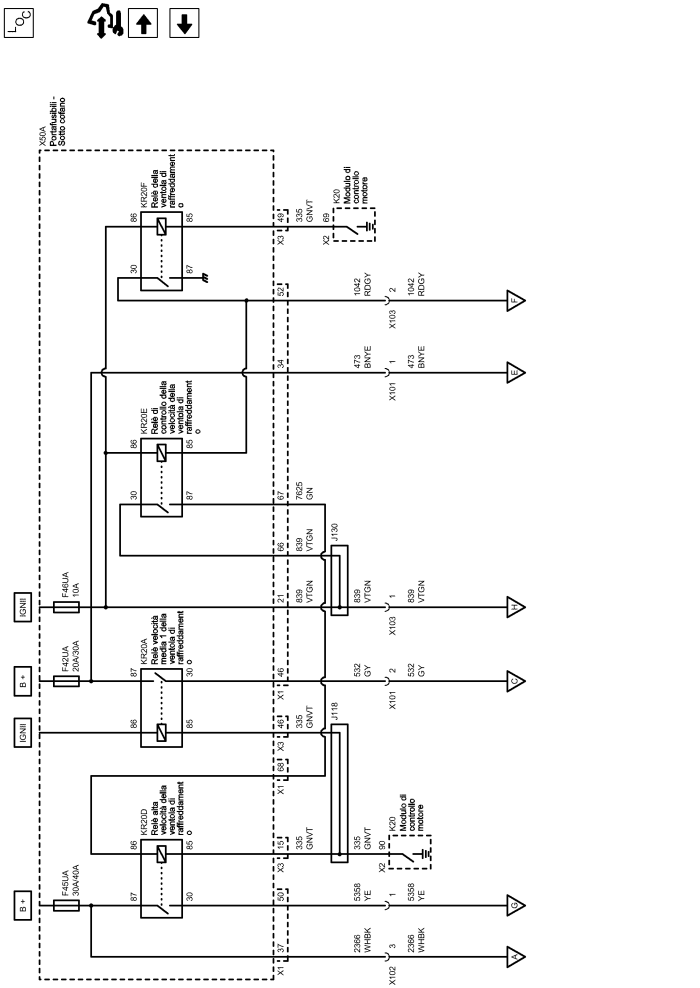 LOC
X50A
Portafusibili -
Sotto cofano
B +
F45UA
30A/40A
KR20D
Relè alta
velocità della
ventola di
raffreddament
o
87
86
30
85
IGNII
B +
F42UA
20A/30A
KR20A
Relè velocità
media 1 della
ventola di
raffreddament
o
86
87
85
30
IGNII
F46UA
10A
KR20E
Relè di
controllo della
velocità della
ventola di
raffreddament
o
30
86
87
85
KR20F
Relè della
ventola di
raffreddament
o
30
86
87
85
X1
37
50
X3
15
X1
68
X3
46
X1
46
21
66
67
34
52
X3
49
335
GNVT
335
GNVT
839
VTGN
839
VTGN
7625
GN
335
GNVT
J118
J130
2366
WHBK
5358
YE
335
GNVT
X2
90
K20
Modulo di
controllo
motore
532
GY
839
VTGN
473
BNYE
1042
RDGY
X2
69
K20
Modulo di
controllo
motore
X102
3
1
X101
2
X103
1
X101
1
X103
2
2366
WHBK
5358
YE
532
GY
839
VTGN
473
BNYE
1042
RDGY
A
G
C
H
E
F